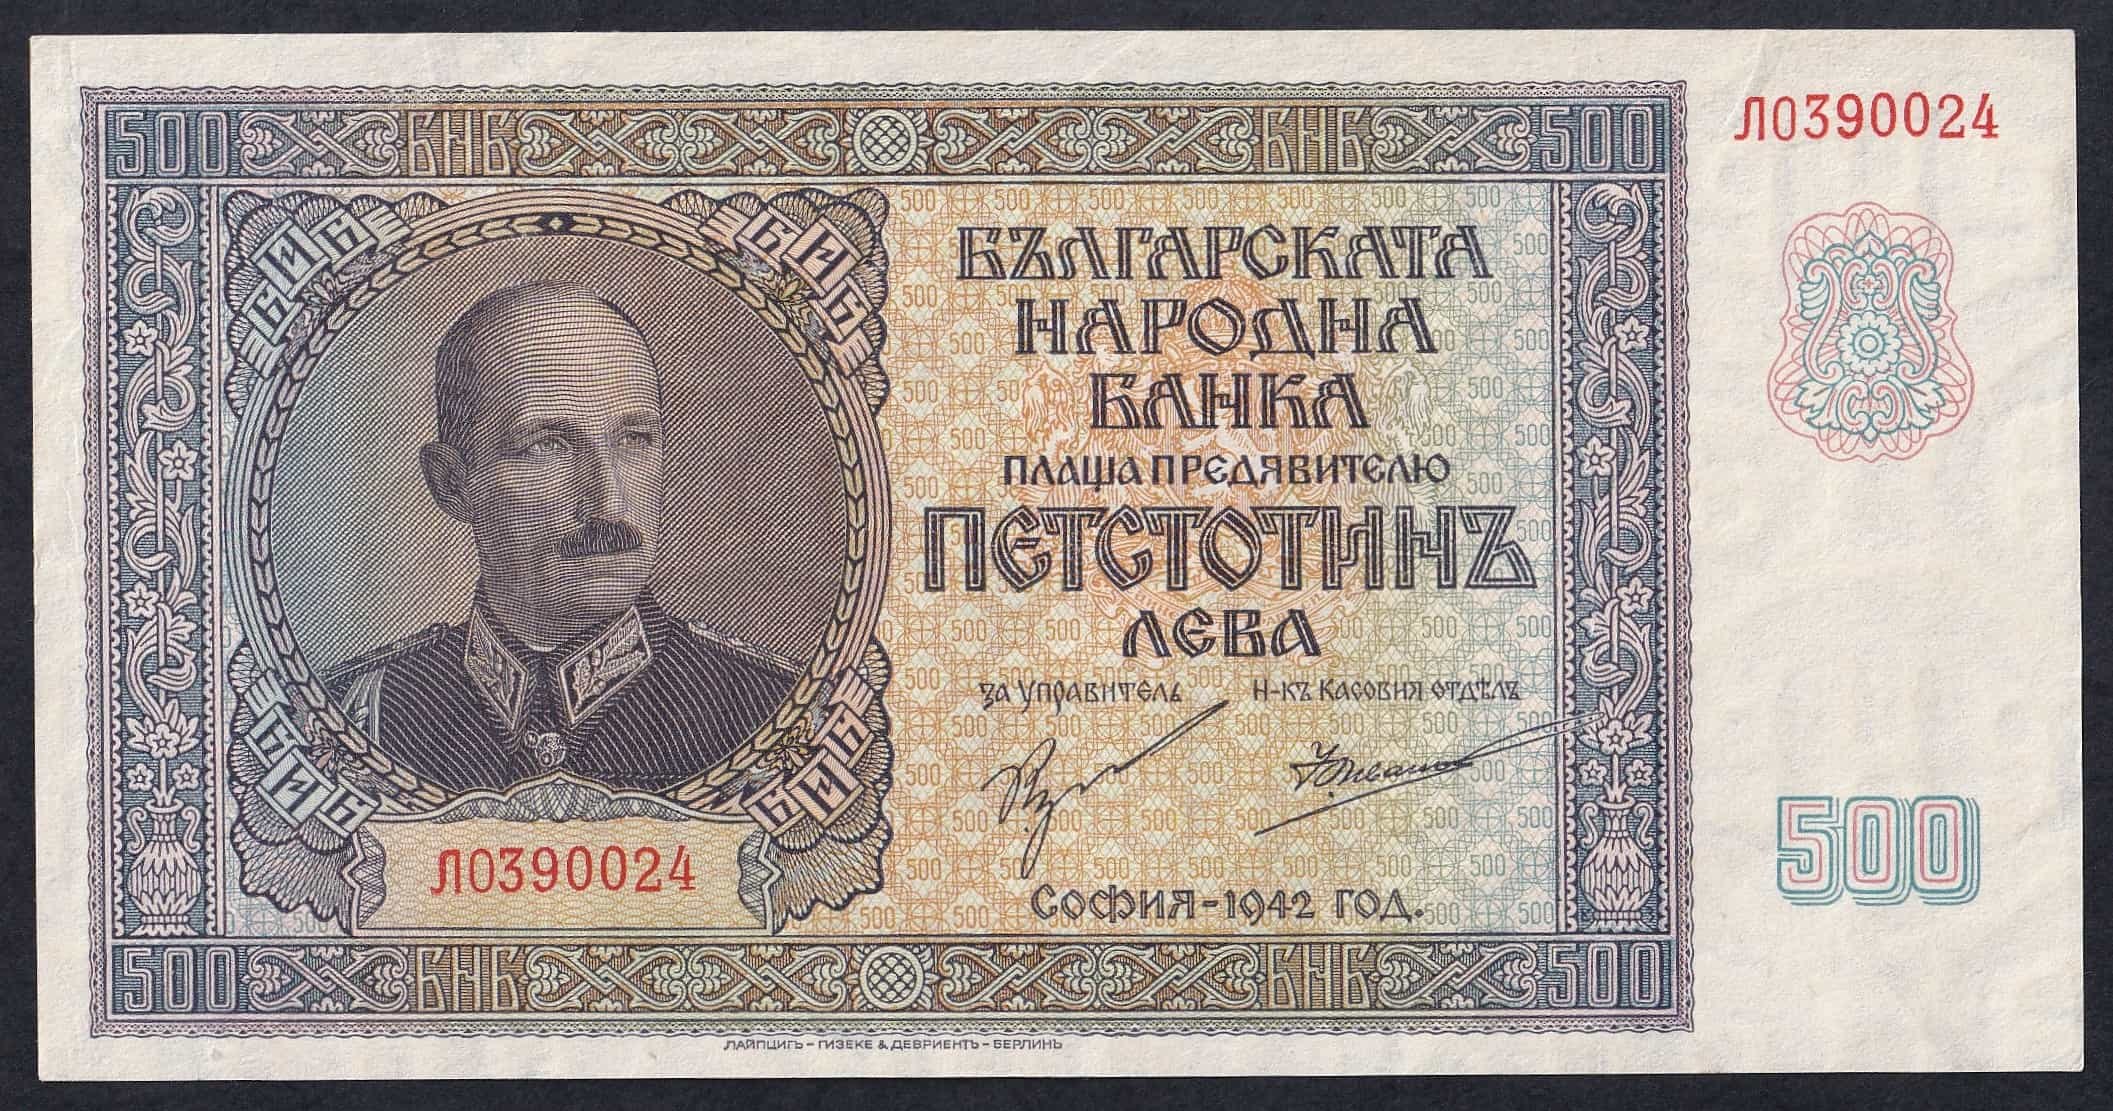 Л0390024
500 БНБ БНБ 500
БЪЛГАРСКАТА
НАРОДНА
БАНКА
ПЛАЩА ПРЕДЯВИТЕЛЮ
ПЕТСТОТИНЪ
ЛЕВА
ЗА УПРАВИТЕЛЬ Н-КЪ КАСОВИЯ ОТДѢЛЪ
Л0390024
СОФИЯ-1942 ГОД.
500
500 БНБ БНБ 500
ЛАЙПЦИГЪ - ГИЗЕКЕ & ДЕВРИЕНТЪ - БЕРЛИНЪ